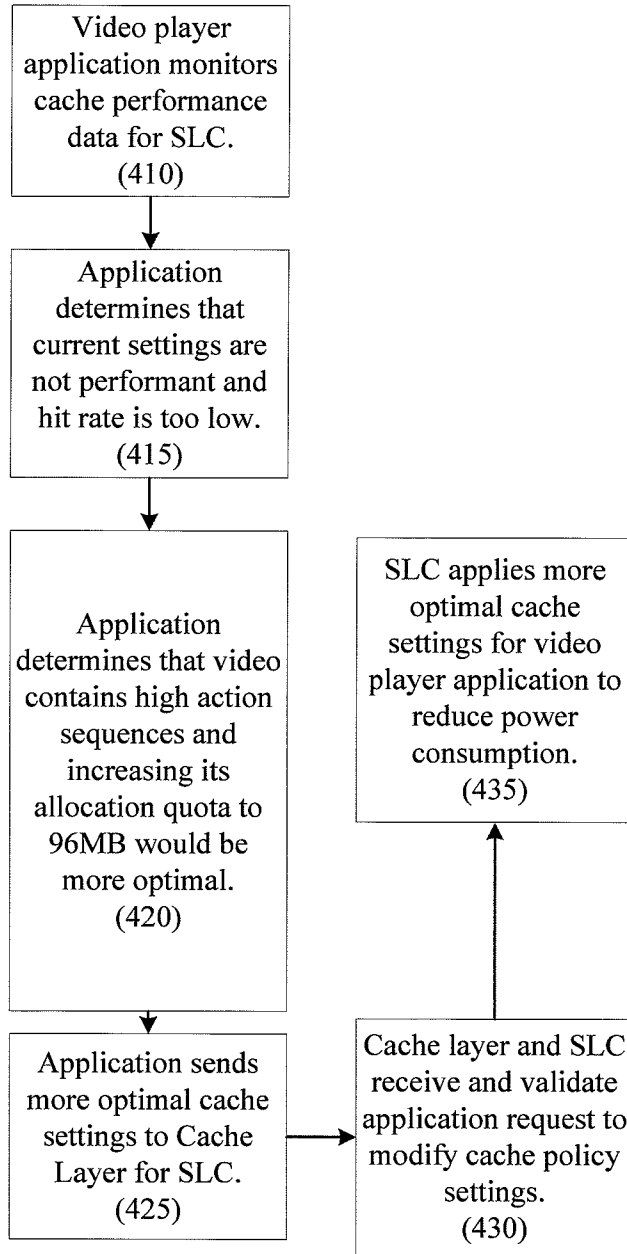 Video player
application monitors
cache performance
data for SLC.
(410)
Application
determines that
current settings are
not performant and
hit rate is too low.
(415)
Application
determines that video
contains high action
sequences and
increasing its
allocation quota to
96MB would be
more optimal.
(420)
Application sends
more optimal cache
settings to Cache
Layer for SLC.
(425)
Cache layer and SLC
receive and validate
application request to
modify cache policy
settings.
(430)
SLC applies more
optimal cache
settings for video
player application to
reduce power
consumption.
(435)